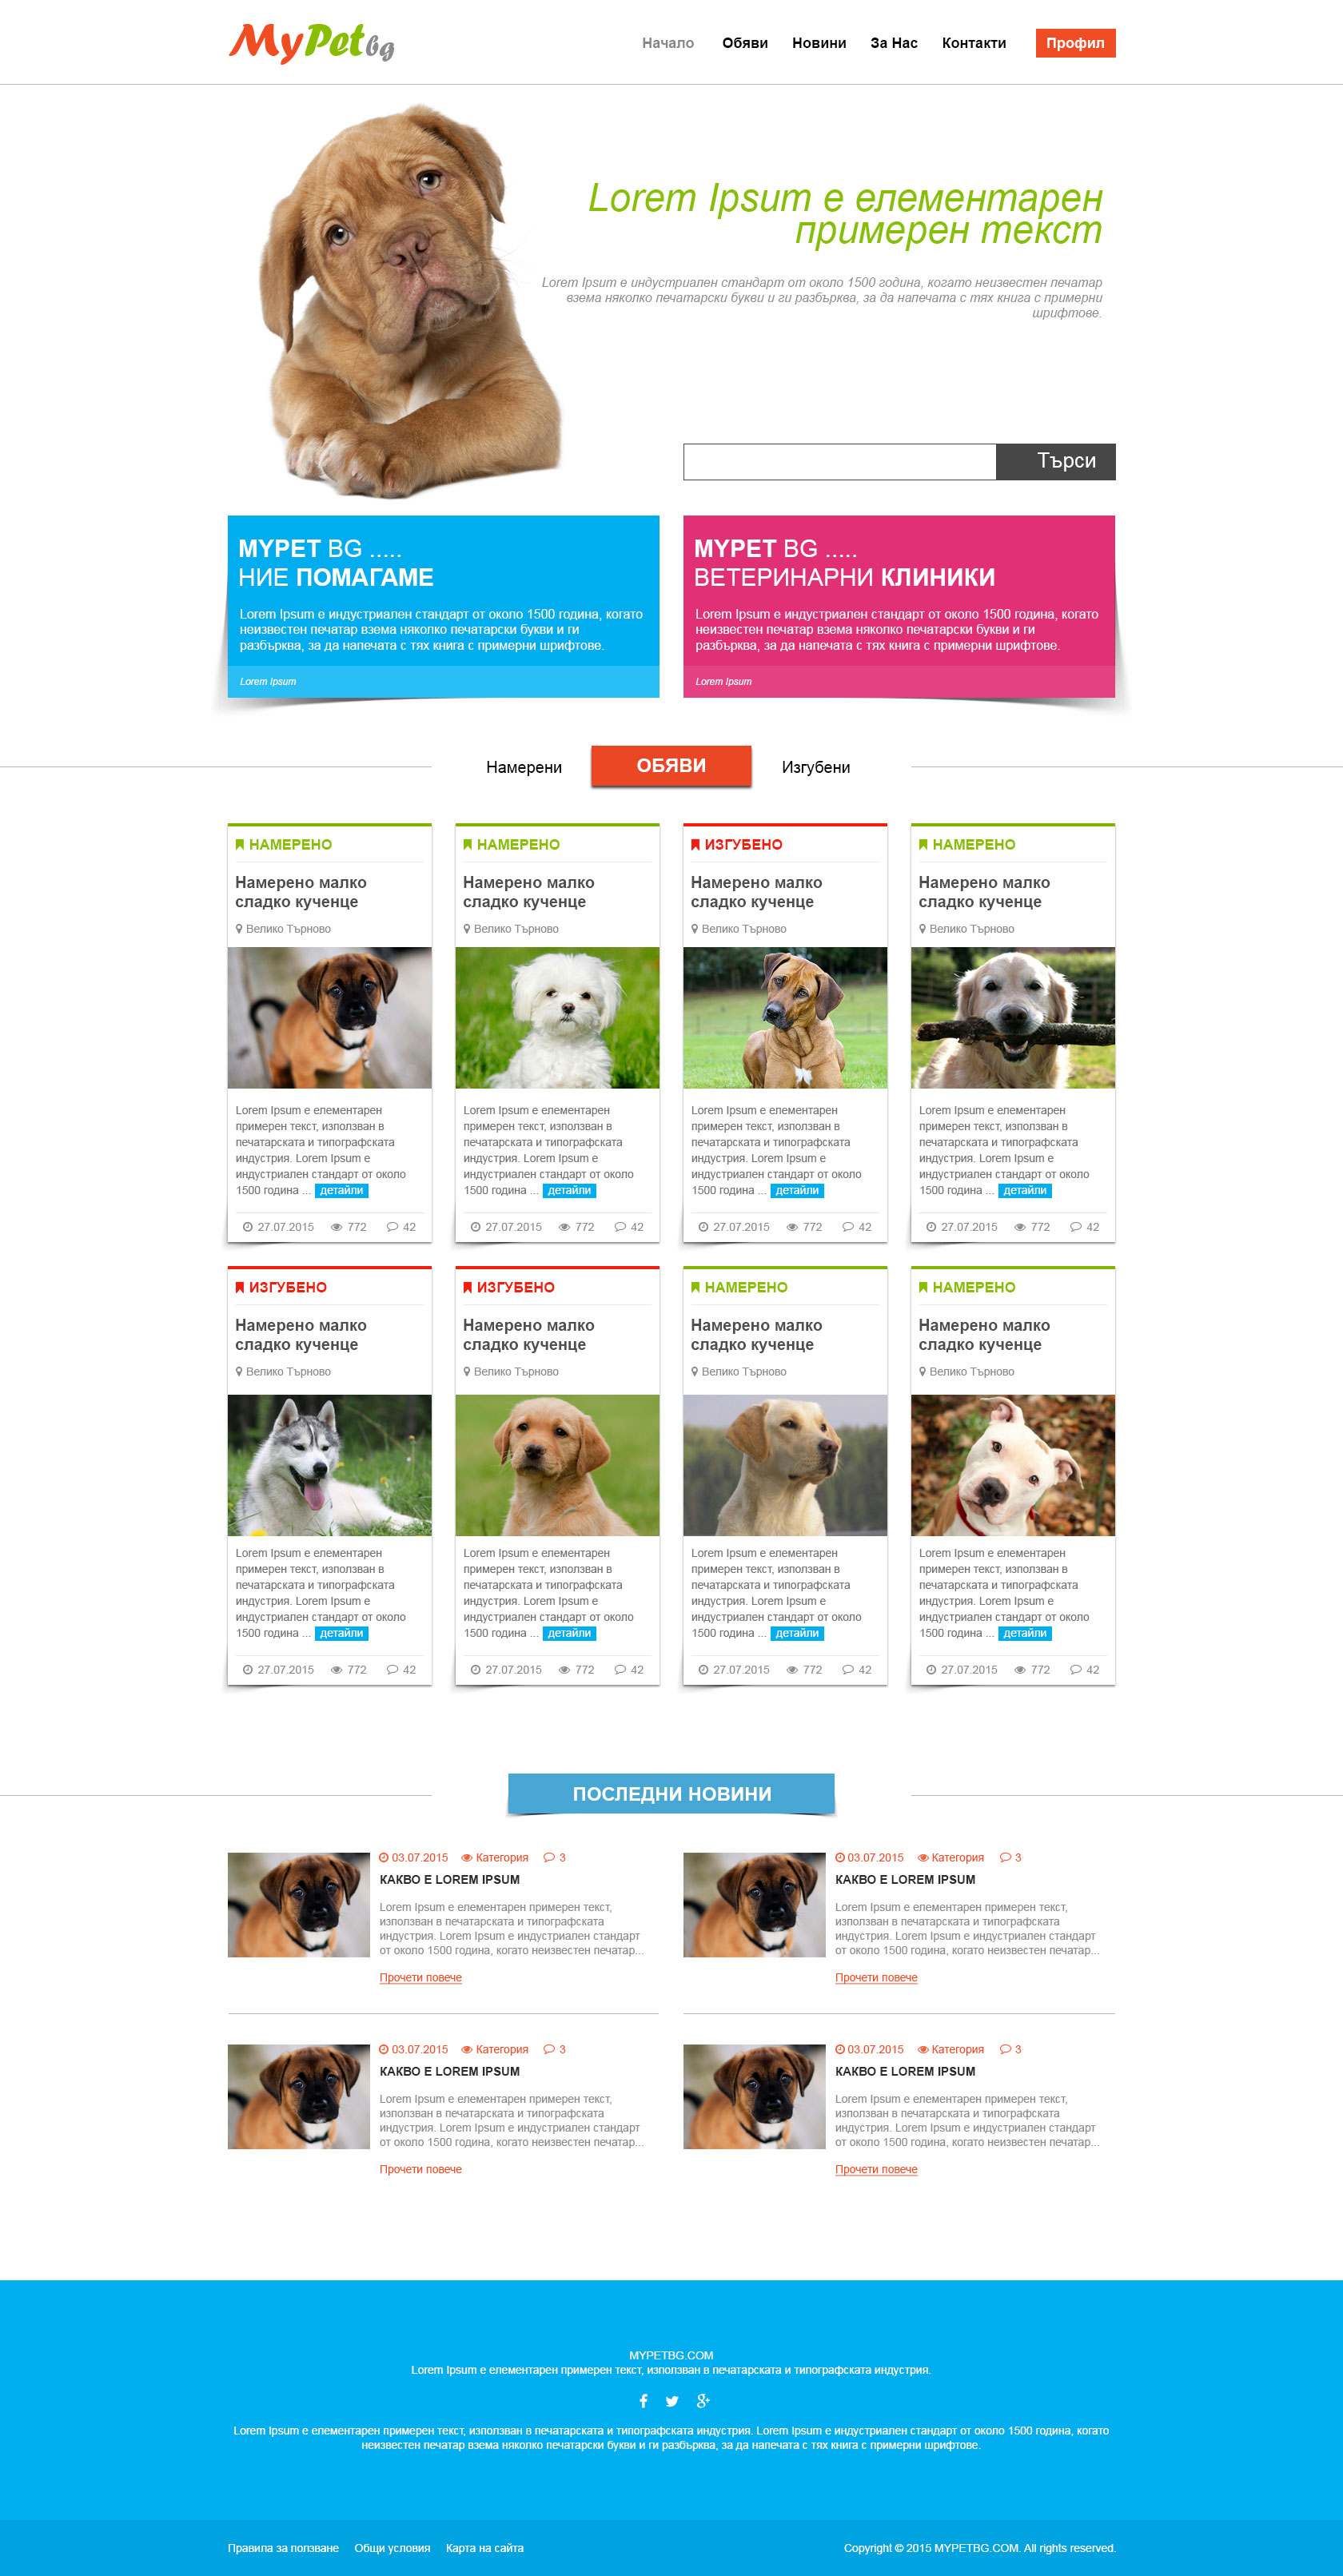 MyPetbg
Начало Обяви Новини За Нас Контакти Профил
Lorem Ipsum е елементарен
примерен текст
Lorem Ipsum е индустриален стандарт от около 1500 година, когато неизвестен печатар
взема няколко печатарски букви и ги разбърква, за да напечата с тях книга с примерни
шрифтове.
Търси
MYPET BG .....
НИЕ ПОМАГАМЕ
Lorem Ipsum е индустриален стандарт от около 1500 година, когато
неизвестен печатар взема няколко печатарски букви и ги
разбърква, за да напечата с тях книга с примерни шрифтове.
Lorem Ipsum
MYPET BG .....
ВЕТЕРИНАРНИ КЛИНИКИ
Lorem Ipsum е индустриален стандарт от около 1500 година, когато
неизвестен печатар взема няколко печатарски букви и ги
разбърква, за да напечата с тях книга с примерни шрифтове.
Lorem Ipsum
Намерени ОБЯВИ Изгубени
НАМЕРЕНО
Намерено малко
сладко кученце
Велико Търново
Lorem Ipsum е елементарен
примерен текст, използван в
печатарската и типографската
индустрия. Lorem Ipsum е
индустриален стандарт от около
1500 година ... детайли
27.07.2015 772 42
НАМЕРЕНО
Намерено малко
сладко кученце
Велико Търново
Lorem Ipsum е елементарен
примерен текст, използван в
печатарската и типографската
индустрия. Lorem Ipsum е
индустриален стандарт от около
1500 година ... детайли
27.07.2015 772 42
ИЗГУБЕНО
Намерено малко
сладко кученце
Велико Търново
Lorem Ipsum е елементарен
примерен текст, използван в
печатарската и типографската
индустрия. Lorem Ipsum е
индустриален стандарт от около
1500 година ... детайли
27.07.2015 772 42
НАМЕРЕНО
Намерено малко
сладко кученце
Велико Търново
Lorem Ipsum е елементарен
примерен текст, използван в
печатарската и типографската
индустрия. Lorem Ipsum е
индустриален стандарт от около
1500 година ... детайли
27.07.2015 772 42
ИЗГУБЕНО
Намерено малко
сладко кученце
Велико Търново
Lorem Ipsum е елементарен
примерен текст, използван в
печатарската и типографската
индустрия. Lorem Ipsum е
индустриален стандарт от около
1500 година ... детайли
27.07.2015 772 42
ИЗГУБЕНО
Намерено малко
сладко кученце
Велико Търново
Lorem Ipsum е елементарен
примерен текст, използван в
печатарската и типографската
индустрия. Lorem Ipsum е
индустриален стандарт от около
1500 година ... детайли
27.07.2015 772 42
НАМЕРЕНО
Намерено малко
сладко кученце
Велико Търново
Lorem Ipsum е елементарен
примерен текст, използван в
печатарската и типографската
индустрия. Lorem Ipsum е
индустриален стандарт от около
1500 година ... детайли
27.07.2015 772 42
НАМЕРЕНО
Намерено малко
сладко кученце
Велико Търново
Lorem Ipsum е елементарен
примерен текст, използван в
печатарската и типографската
индустрия. Lorem Ipsum е
индустриален стандарт от около
1500 година ... детайли
27.07.2015 772 42
ПОСЛЕДНИ НОВИНИ
03.07.2015 Категория 3
КАКВО Е LOREM IPSUM
Lorem Ipsum е елементарен примерен текст,
използван в печатарската и типографската
индустрия. Lorem Ipsum е индустриален стандарт
от около 1500 година, когато неизвестен печатар...
Прочети повече
03.07.2015 Категория 3
КАКВО Е LOREM IPSUM
Lorem Ipsum е елементарен примерен текст,
използван в печатарската и типографската
индустрия. Lorem Ipsum е индустриален стандарт
от около 1500 година, когато неизвестен печатар...
Прочети повече
03.07.2015 Категория 3
КАКВО Е LOREM IPSUM
Lorem Ipsum е елементарен примерен текст,
използван в печатарската и типографската
индустрия. Lorem Ipsum е индустриален стандарт
от около 1500 година, когато неизвестен печатар...
Прочети повече
03.07.2015 Категория 3
КАКВО Е LOREM IPSUM
Lorem Ipsum е елементарен примерен текст,
използван в печатарската и типографската
индустрия. Lorem Ipsum е индустриален стандарт
от около 1500 година, когато неизвестен печатар...
Прочети повече
MYPETBG.COM
Lorem Ipsum е елементарен примерен текст, използван в печатарската и типографската индустрия.
Lorem Ipsum е елементарен примерен текст, използван в печатарската и типографската индустрия. Lorem Ipsum е индустриален стандарт от около 1500 година, когато
неизвестен печатар взема няколко печатарски букви и ги разбърква, за да напечата с тях книга с примерни шрифтове.
Правила за ползване Общи условия Карта на сайта Copyright © 2015 MYPETBG.COM. All rights reserved.